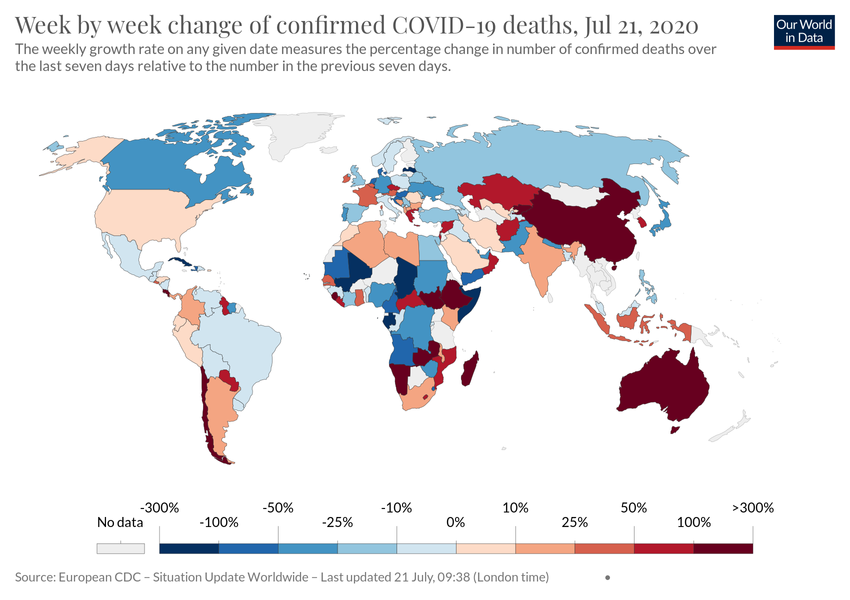 Week by week change of confirmed COVID-19 deaths, Jul 21, 2020
Our World
in Data
The weekly growth rate on any given date measures the percentage change in number of confirmed deaths over
the last seven days relative to the number in the previous seven days.
-300% -50% -10% 10% 50% >300%
No data -100% -25% 0% 25% 100%
Source: European CDC – Situation Update Worldwide – Last updated 21 July, 09:38 (London time) •